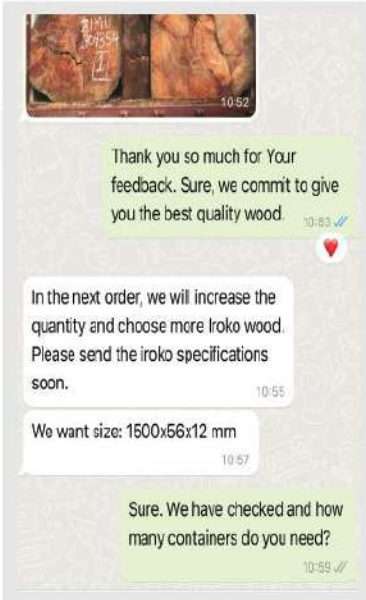 10:52
Thank you so much for Your
feedback. Sure, we commit to give
you the best quality wood.
10:53
In the next order, we will increase the
quantity and choose more Iroko wood.
Please send the iroko specifications
soon.
10:55
We want size: 1500x56x12 mm
10:57
Sure. We have checked and how
many containers do you need?
10:59